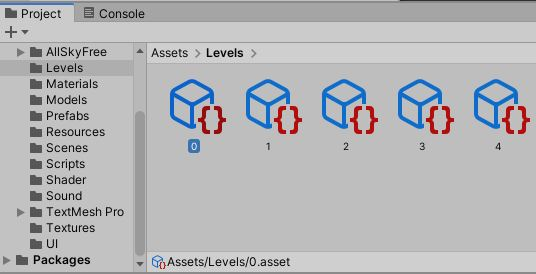 Project
Console
AllSkyFree
Levels
Materials
Models
Prefabs
Resources
Scenes
Scripts
Shader
Sound
TextMesh Pro
Textures
UI
Packages
Assets > Levels >
0 1 2 3 4
Assets/Levels/0.asset